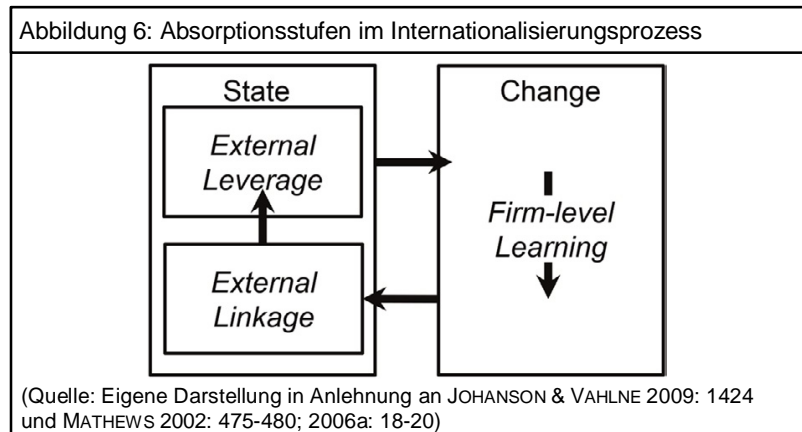 Abbildung 6: Absorptionsstufen im Internationalisierungsprozess
State
External
Leverage
External
Linkage
Change
Firm-level
Learning
(Quelle: Eigene Darstellung in Anlehnung an JOHANSON & VAHLNE 2009: 1424
und MATHEWS 2002: 475-480; 2006a: 18-20)